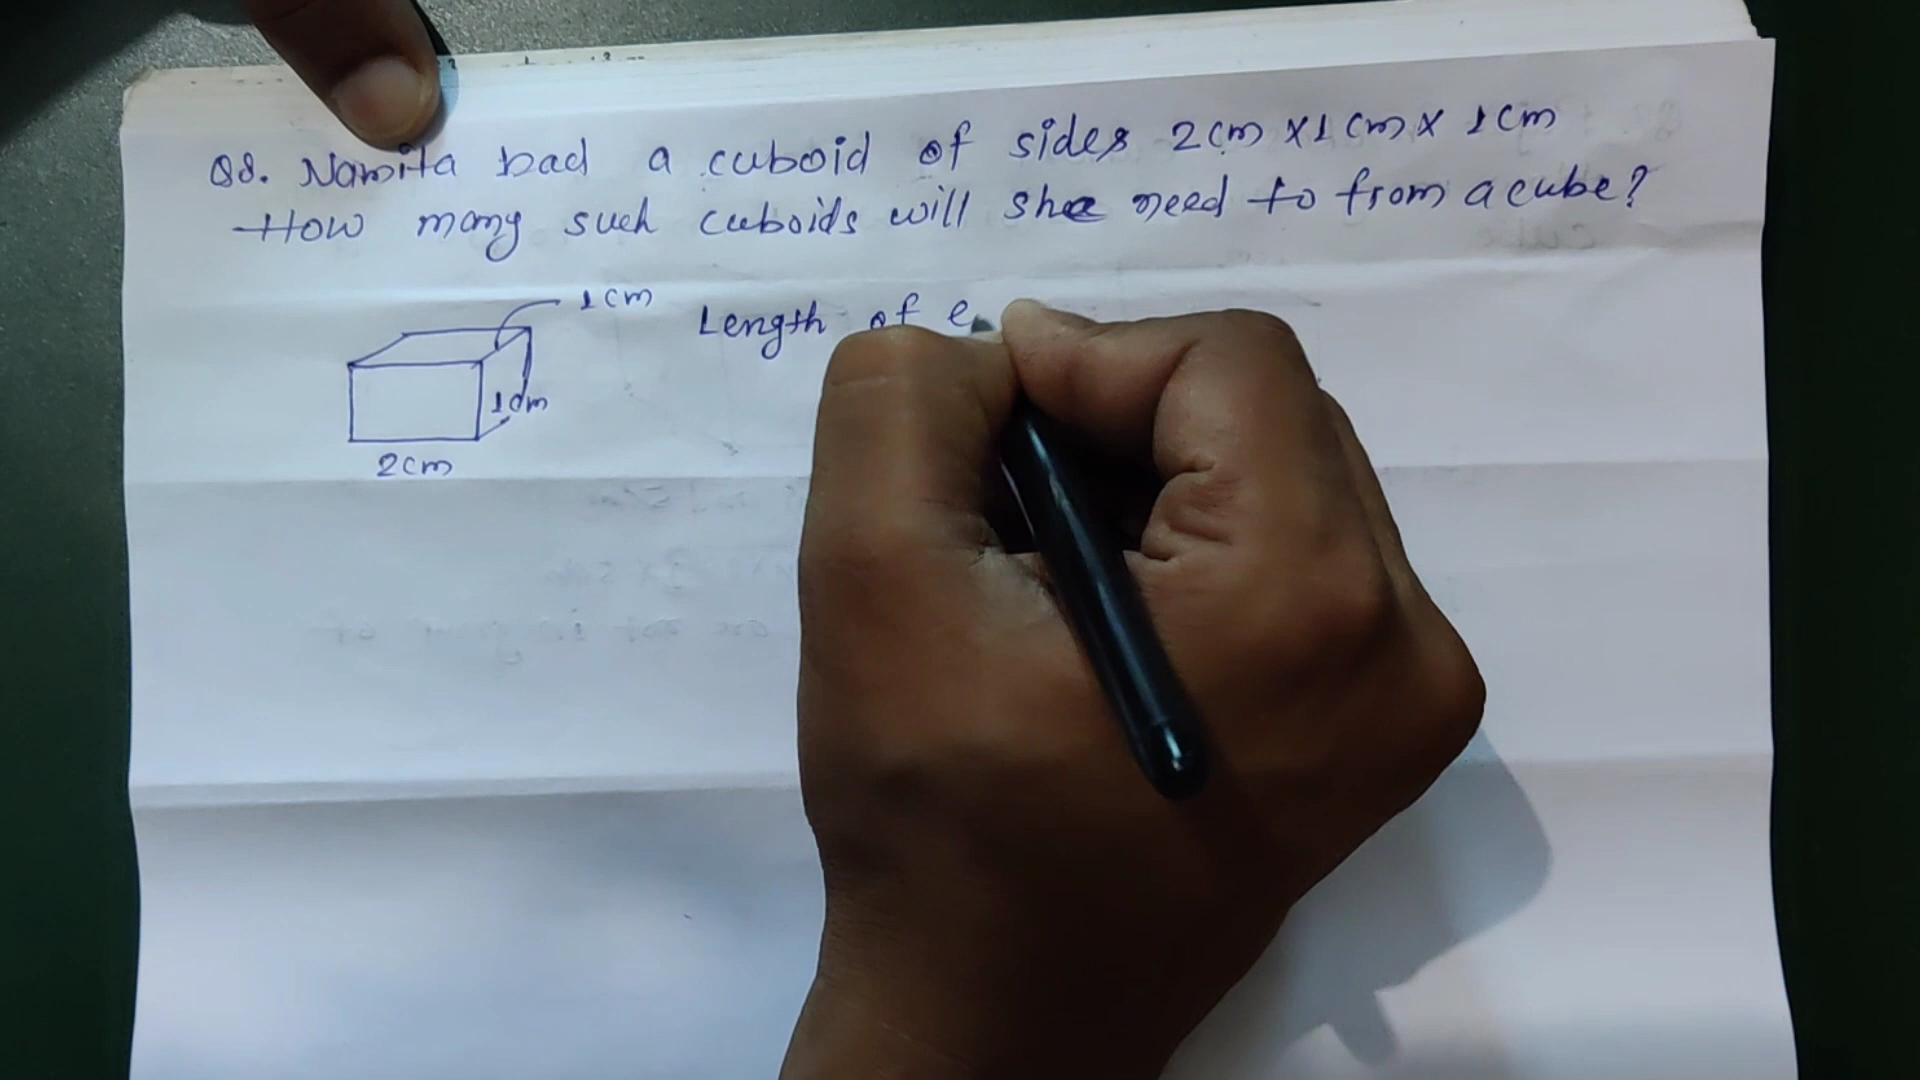 Q8. Namita had a cuboid of sides 2cm x 1cm x 1cm
How many such cuboids will she need to from a cube?
1cm
Length of e
1cm
2cm